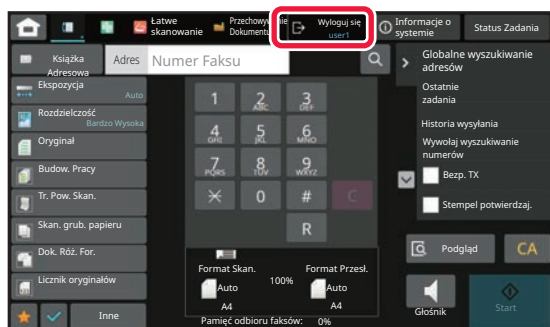 Łatwe
skanowanie
Przechowywanie
Dokumentu
Wyloguj się
user1
Informacje o
systemie
Status Zadania
Książka
Adresowa
Adres
Numer Faksu
Globalne wyszukiwanie
adresów
Ekspozycja
Auto
Rozdzielczość
Bardzo Wysoka
Oryginał
Budow. Pracy
Tr. Pow. Skan.
Skan. grub. papieru
Dok. Róż. For.
Licznik oryginałów
Inne
1
2
ABC
3
DEF
4
GHI
5
JKL
6
MNO
7
PQRS
8
TUV
9
WXYZ
0
#
C
R
Format Skan.
Auto
A4
100%
Format Przesł.
Auto
A4
Pamięć odbioru faksów: 0%
Ostatnie
zadania
Historia wysyłania
Wywołaj wyszukiwanie
numerów
Bezp. TX
Stempel potwierdzaj.
Podgląd
CA
Głośnik
Start